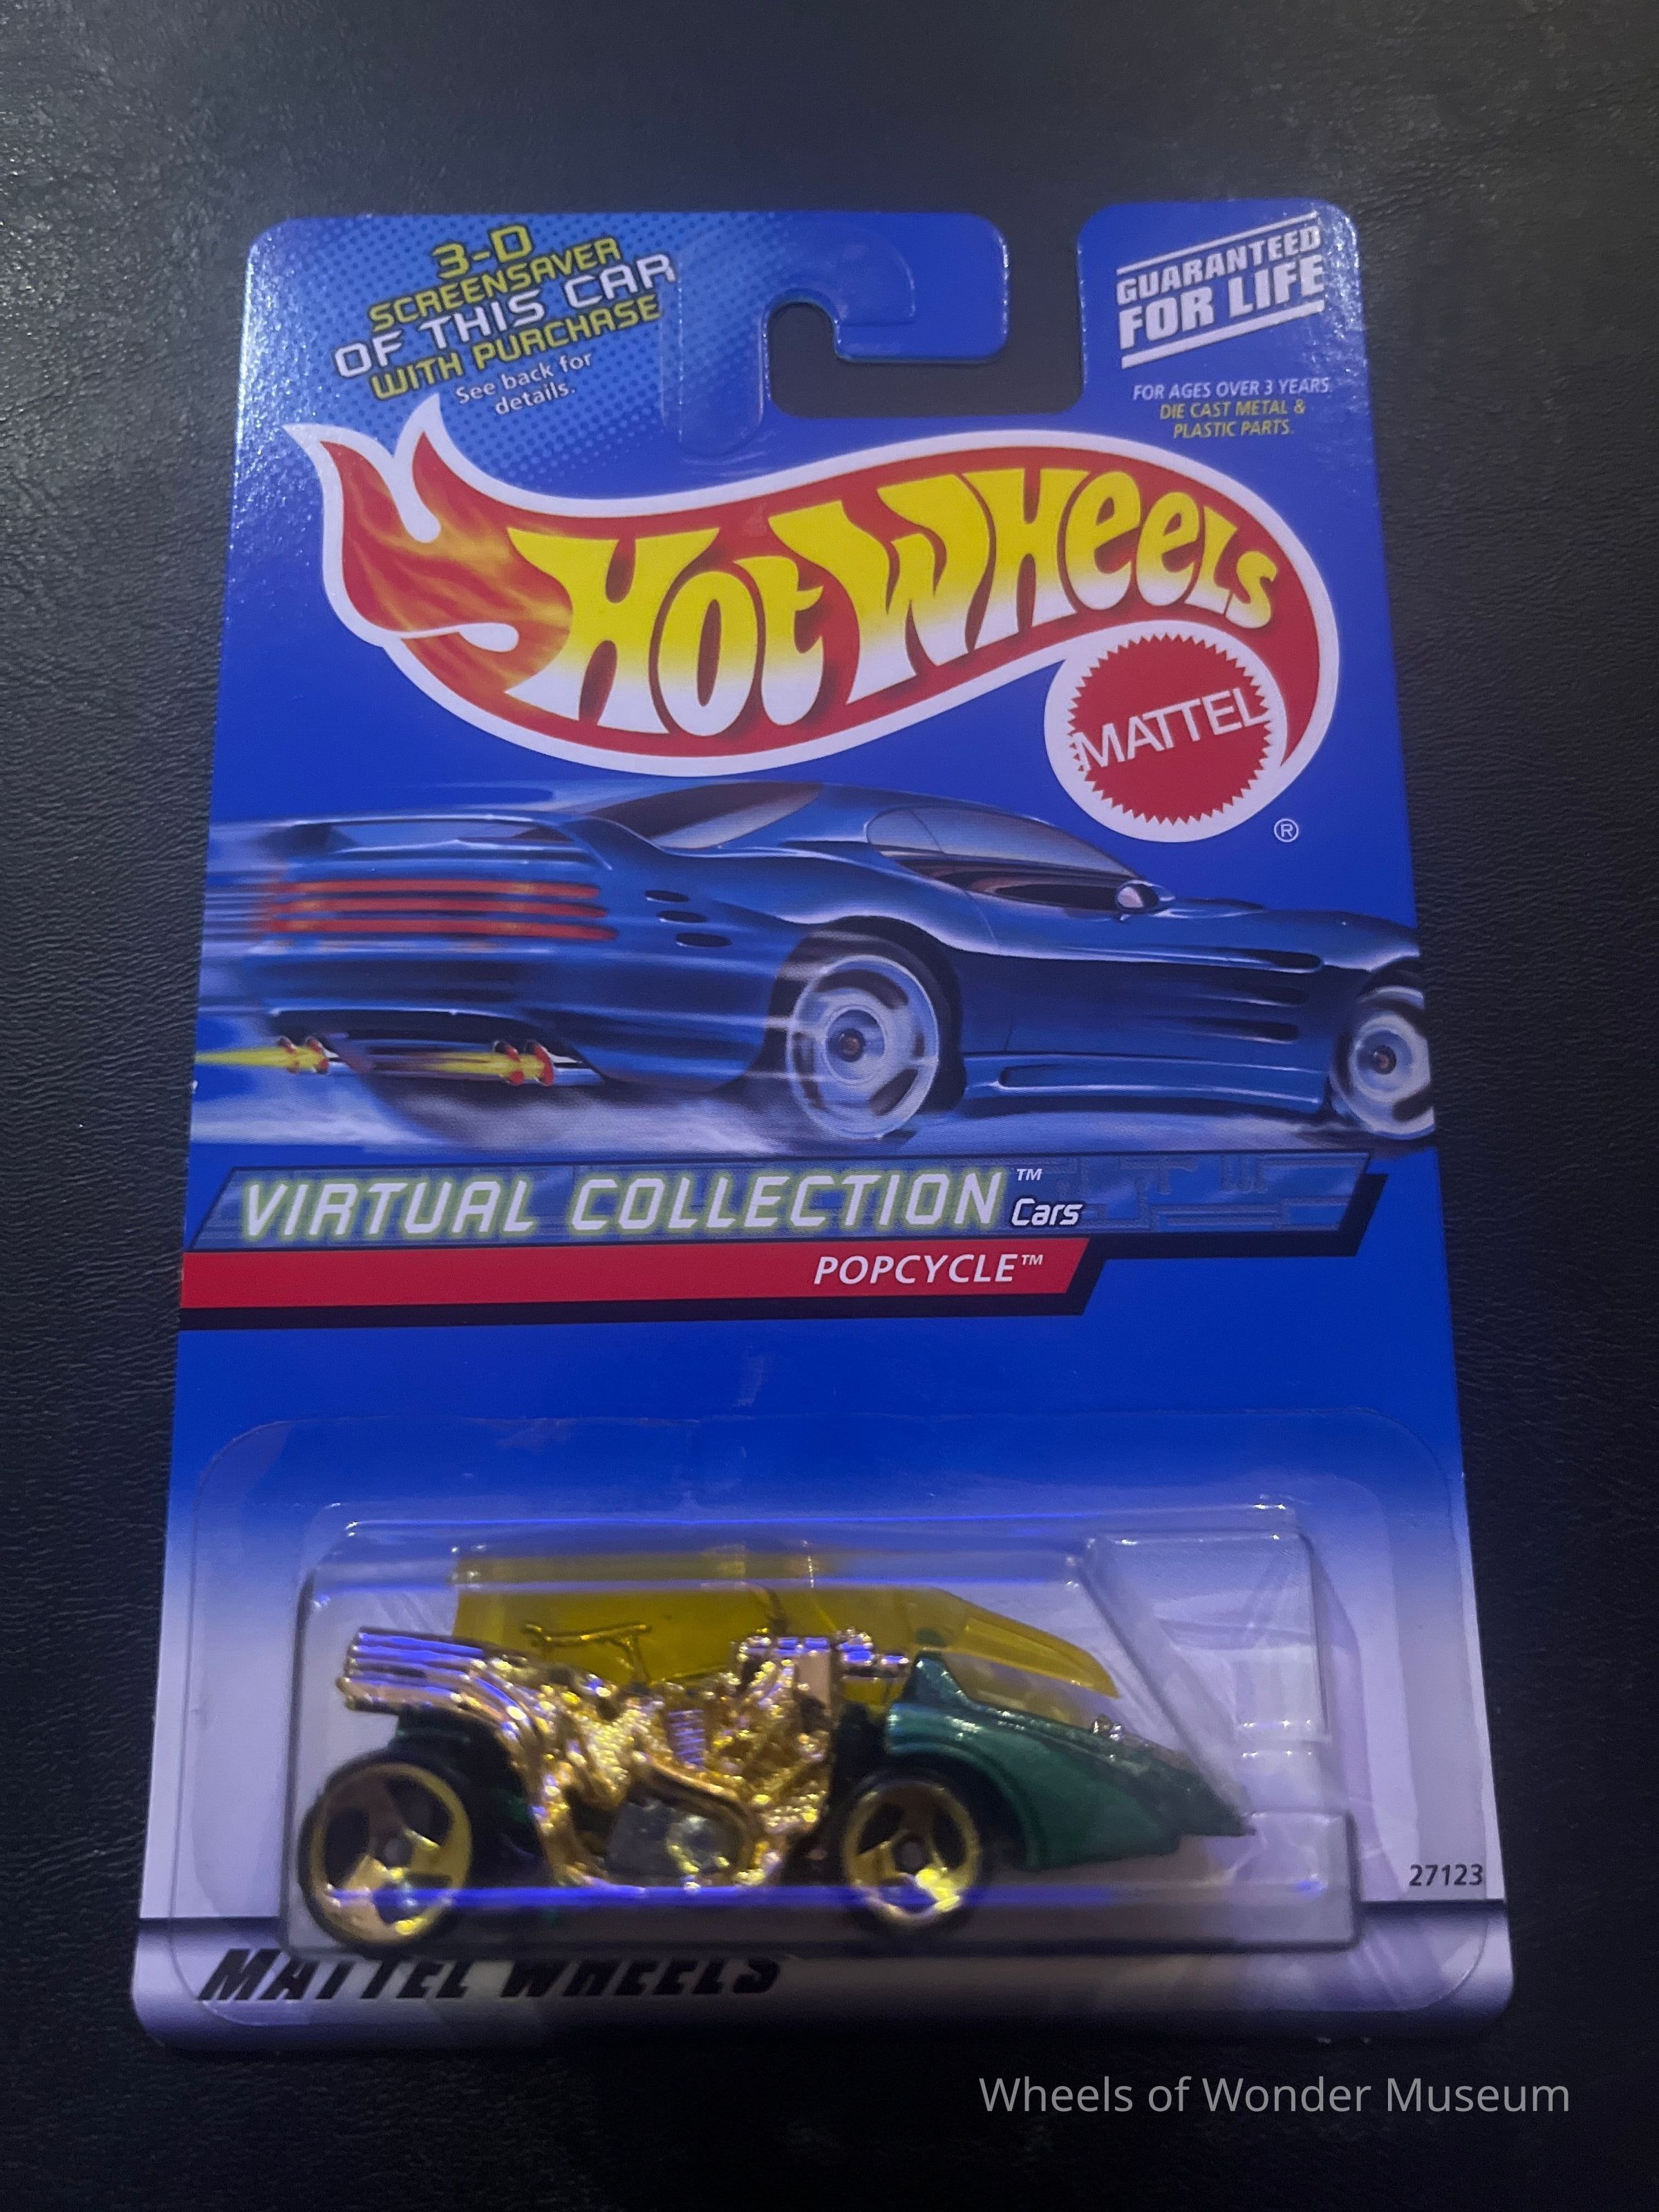 3-D
SCREENSAVER
OF THIS CAR
WITH PURCHASE
See back for
details.
GUARANTEED
FOR LIFE
FOR AGES OVER 3 YEARS.
DIE CAST METAL &
PLASTIC PARTS.
HOT WHEELS
MATTEL
®
VIRTUAL COLLECTION™
Cars
POPCYCLE™
27123
MATTEL WHEELS
Wheels of Wonder Museum